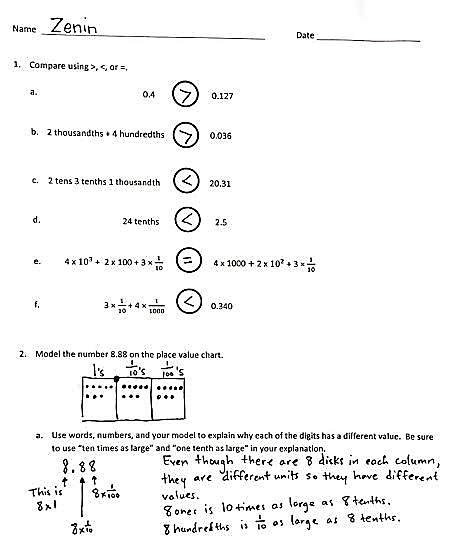 Name Zenin Date
1. Compare using >, <, or =.
a. 0.4 > 0.127
b. 2 thousandths + 4 hundredths > 0.036
c. 2 tens 3 tenths 1 thousandth < 20.31
d. 24 tenths < 2.5
e. 4 × 10³ + 2 × 100 + 3 × 1/10 = 4 × 1000 + 2 × 10² + 3 × 1/10
f. 3 × 1/10 + 4 × 1/1000 < 0.340
2. Model the number 8.88 on the place value chart.
1's 1/10's 1/100's
a. Use words, numbers, and your model to explain why each of the digits has a different value. Be sure
to use "ten times as large" and "one tenth as large" in your explanation.
8.88
This is
8x1
8x1/10
8x1/100
Even though there are 8 disks in each column,
they are different units so they have different
values.
8 ones is 10 times as large as 8 tenths.
8 hundredths is 1/10 as large as 8 tenths.